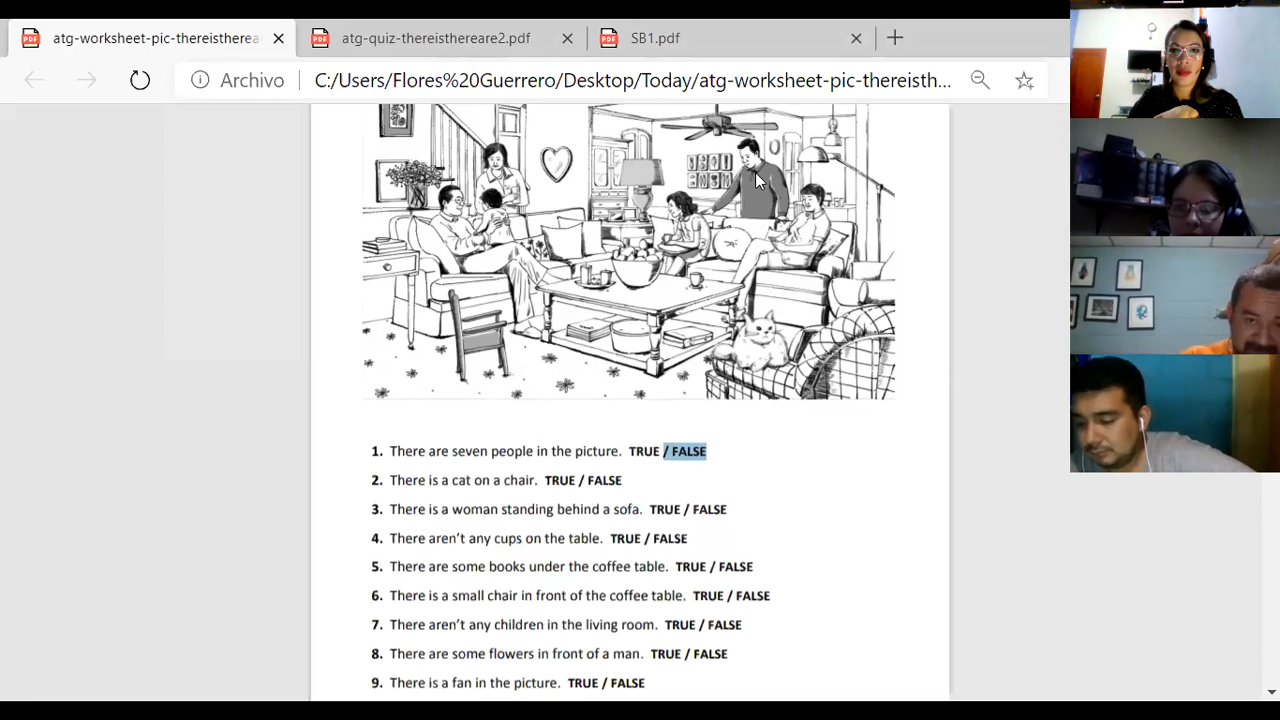 atg-worksheet-pic-thereistherea
atg-quiz-thereisthereare2.pdf
SB1.pdf
Archivo
C:/Users/Flores%20Guerrero/Desktop/Today/atg-worksheet-pic-thereisth...
1. There are seven people in the picture. TRUE / FALSE
2. There is a cat on a chair. TRUE / FALSE
3. There is a woman standing behind a sofa. TRUE / FALSE
4. There aren't any cups on the table. TRUE / FALSE
5. There are some books under the coffee table. TRUE / FALSE
6. There is a small chair in front of the coffee table. TRUE / FALSE
7. There aren't any children in the living room. TRUE / FALSE
8. There are some flowers in front of a man. TRUE / FALSE
9. There is a fan in the picture. TRUE / FALSE